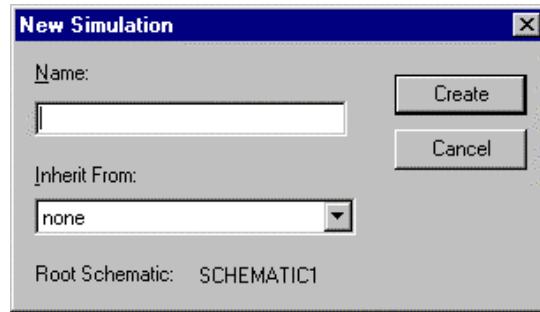 New Simulation
Name:
Create
Cancel
Inherit From:
none
Root Schematic: SCHEMATIC1